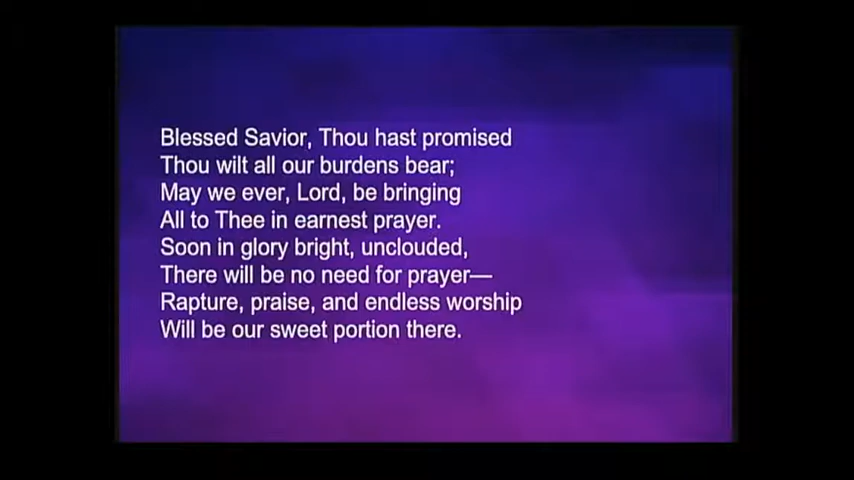 Blessed Savior, Thou hast promised
Thou wilt all our burdens bear;
May we ever, Lord, be bringing
All to Thee in earnest prayer.
Soon in glory bright, unclouded,
There will be no need for prayer—
Rapture, praise, and endless worship
Will be our sweet portion there.